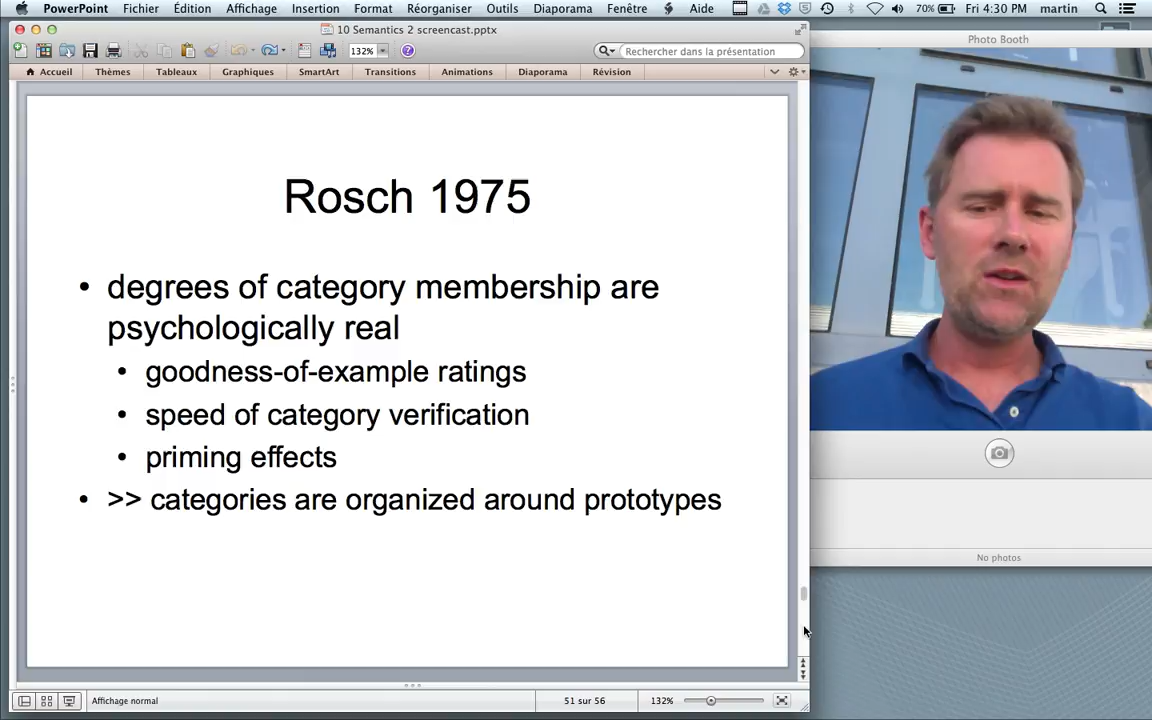 PowerPoint Fichier Édition Affichage Insertion Format Réorganiser Outils Diaporama Fenêtre Aide 70% Fri 4:30 PM martin
10 Semantics 2 screencast.pptx
Photo Booth
132% Rechercher dans la présentation
Accueil Thèmes Tableaux Graphiques SmartArt Transitions Animations Diaporama Révision
Rosch 1975
• degrees of category membership are
psychologically real
• goodness-of-example ratings
• speed of category verification
• priming effects
• >> categories are organized around prototypes
No photos
Affichage normal 51 sur 56 132%